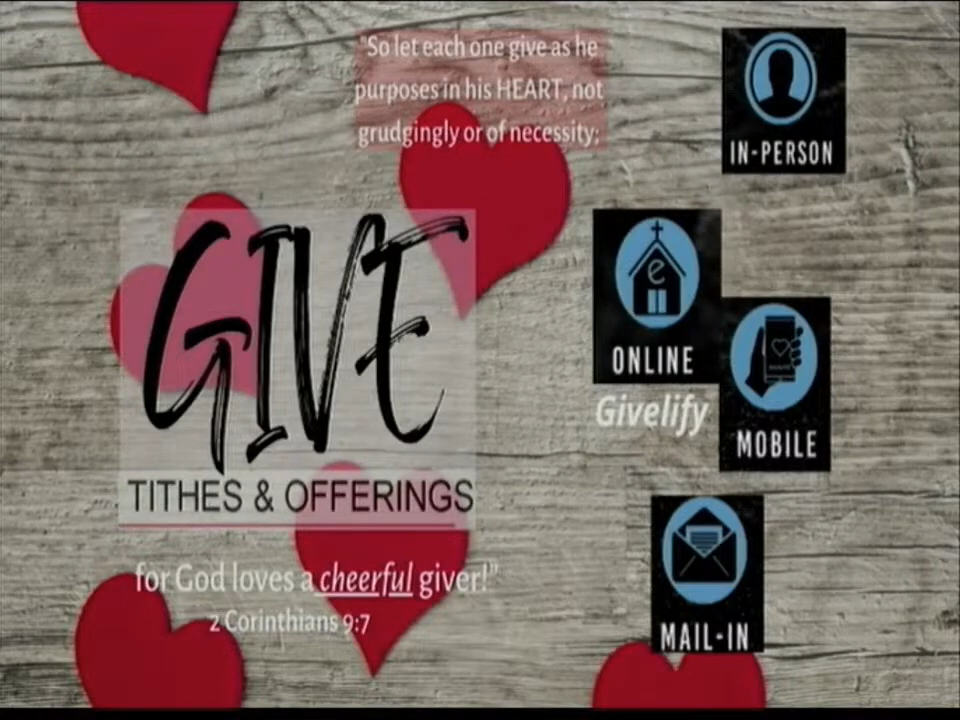 “So let each one give as he
purposes in his HEART, not
grudgingly or of necessity;
GIVE
TITHES & OFFERINGS
for God loves a cheerful giver!”
2 Corinthians 9:7
IN-PERSON
e
ONLINE
Givelify
MOBILE
MAIL-IN